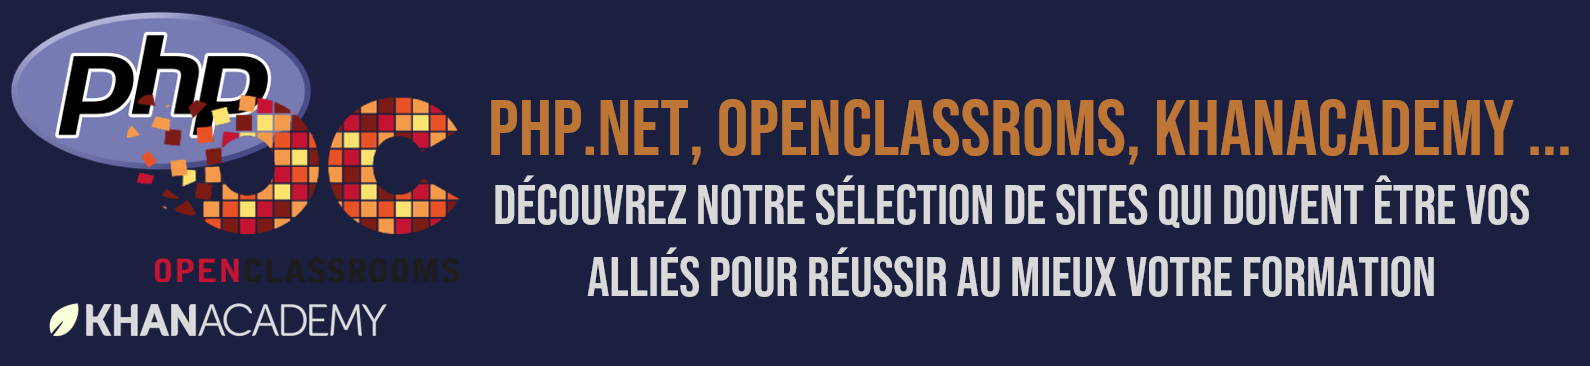 php
OC
OPENCLASSROOMS
KHANACADEMY
PHP.NET, OPENCLASSROMS, KHANACADEMY ...
DÉCOUVREZ NOTRE SÉLECTION DE SITES QUI DOIVENT ÊTRE VOS
ALLIÉS POUR RÉUSSIR AU MIEUX VOTRE FORMATION